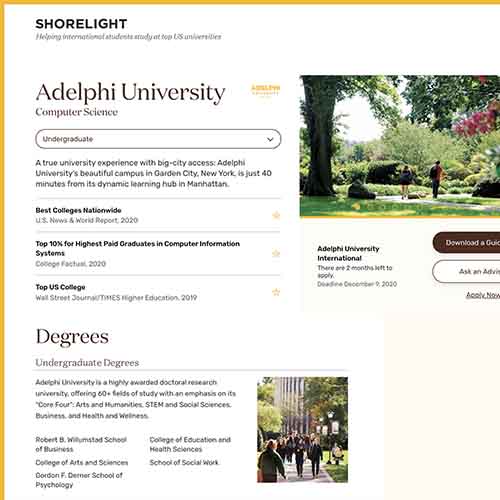 SHORELIGHT
Helping international students study at top US universities
Adelphi University
ADELPHI
UNIVERSITY
Computer Science
Undergraduate
A true university experience with big-city access: Adelphi
University's beautiful campus in Garden City, New York, is just 40
minutes from its dynamic learning hub in Manhattan.
Best Colleges Nationwide
U.S. News & World Report, 2020
Top 10% for Highest Paid Graduates in Computer Information
Systems
College Factual, 2020
Top US College
Wall Street Journal/TIMES Higher Education, 2019
Adelphi University
International
There are 2 months left to
apply.
Deadline December 9, 2020
Download a Guid
Ask an Advis
Apply Now
Degrees
Undergraduate Degrees
Adelphi University is a highly awarded doctoral research
university, offering 60+ fields of study with an emphasis on its
"Core Four": Arts and Humanities, STEM and Social Sciences,
Business, and Health and Wellness.
Robert B. Willumstad School
of Business
College of Arts and Sciences
Gordon F. Derner School of
Psychology
College of Education and
Health Sciences
School of Social Work